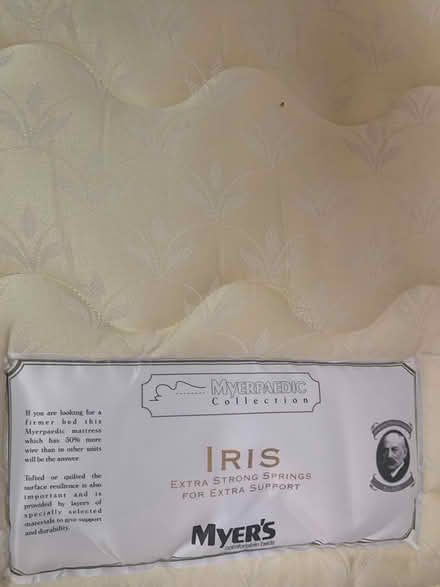 MYERPAEDIC
Collection
If you are looking for a
firmer bed this
Myerpaedic mattress
which has 50% more
wire than in other units
will be the answer.
Tufted or quilted the
surface resilience is also
important and is
provided by layers of
specially selected
materials to give support
and durability.
IRIS
EXTRA STRONG SPRINGS
FOR EXTRA SUPPORT
MYER'S
comfortable beds